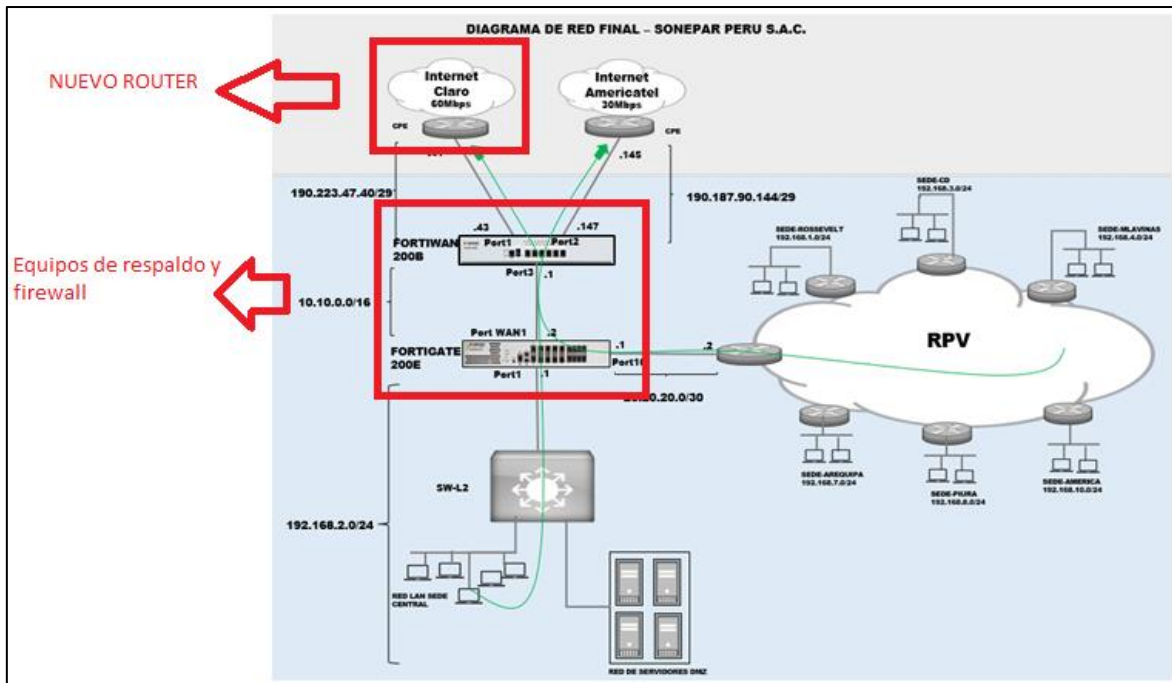 DIAGRAMA DE RED FINAL – SONEPAR PERU S.A.C.
NUEVO ROUTER
Internet
Claro
60Mbps
CPE
Internet
Americatel
30Mbps
CPE
.145
190.223.47.40/29
190.187.90.144/29
.43
.147
FORTIWAN
200B
Port1
Port2
Port3
.1
Equipos de respaldo y
firewall
10.10.0.0/16
Port WAN1
.2
FORTIGATE
200E
Port1
.1
.1
Port16
.2
.20.20.0/30
SEDE-CD
192.168.3.0/24
SEDE-ROSSEVELT
192.168.1.0/24
SEDE-MLAVINAS
192.168.4.0/24
RPV
SEDE-AREQUIPA
192.168.7.0/24
SEDE-PIURA
192.168.8.0/24
SEDE-AMERICA
192.168.10.0/24
SW-L2
192.168.2.0/24
RED LAN SEDE
CENTRAL
RED DE SERVIDORES DMZ